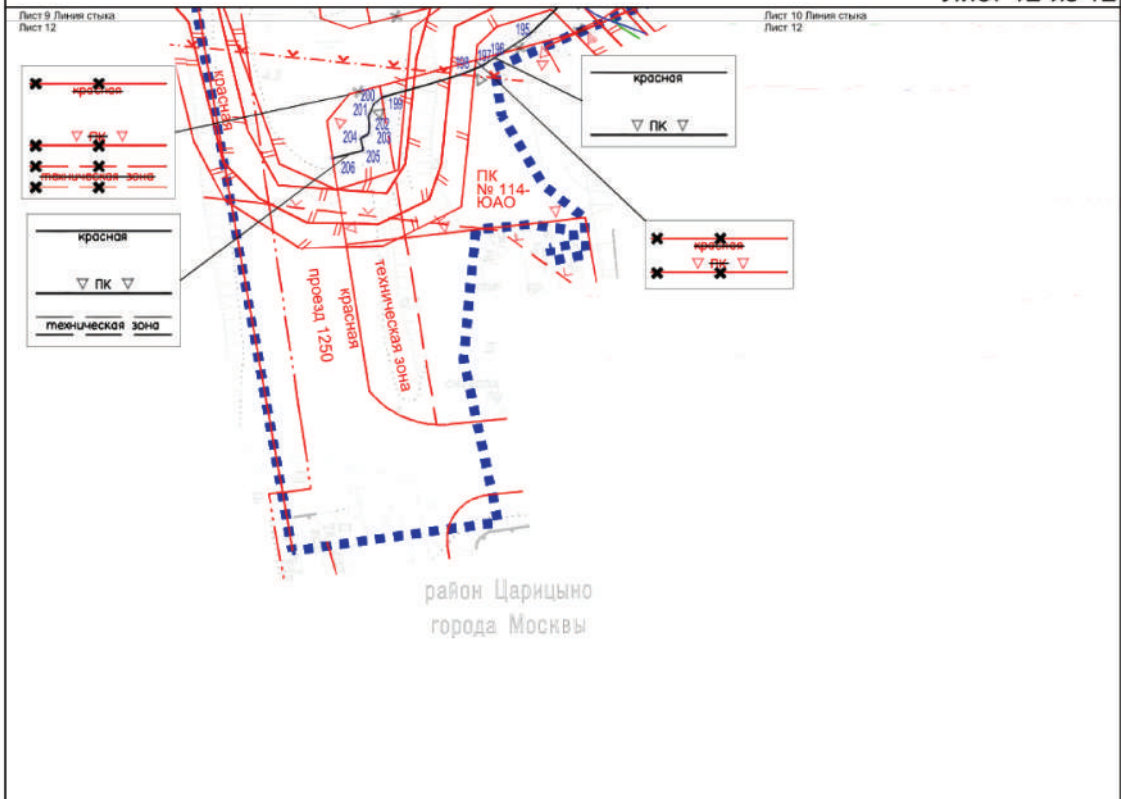 Лист 12 из 12
Лист 9 Линия стыка
Лист 12
Лист 10 Линия стыка
Лист 12
195
196
197
198
199
200
201
202
203
204
205
206
красная
ПК
техническая зона
красная
ПК
красная
ПК
техническая зона
красная
ПК
красная
ПК
№ 114-
ЮАО
проезд 1250
красная
техническая зона
район Царицыно
города Москвы